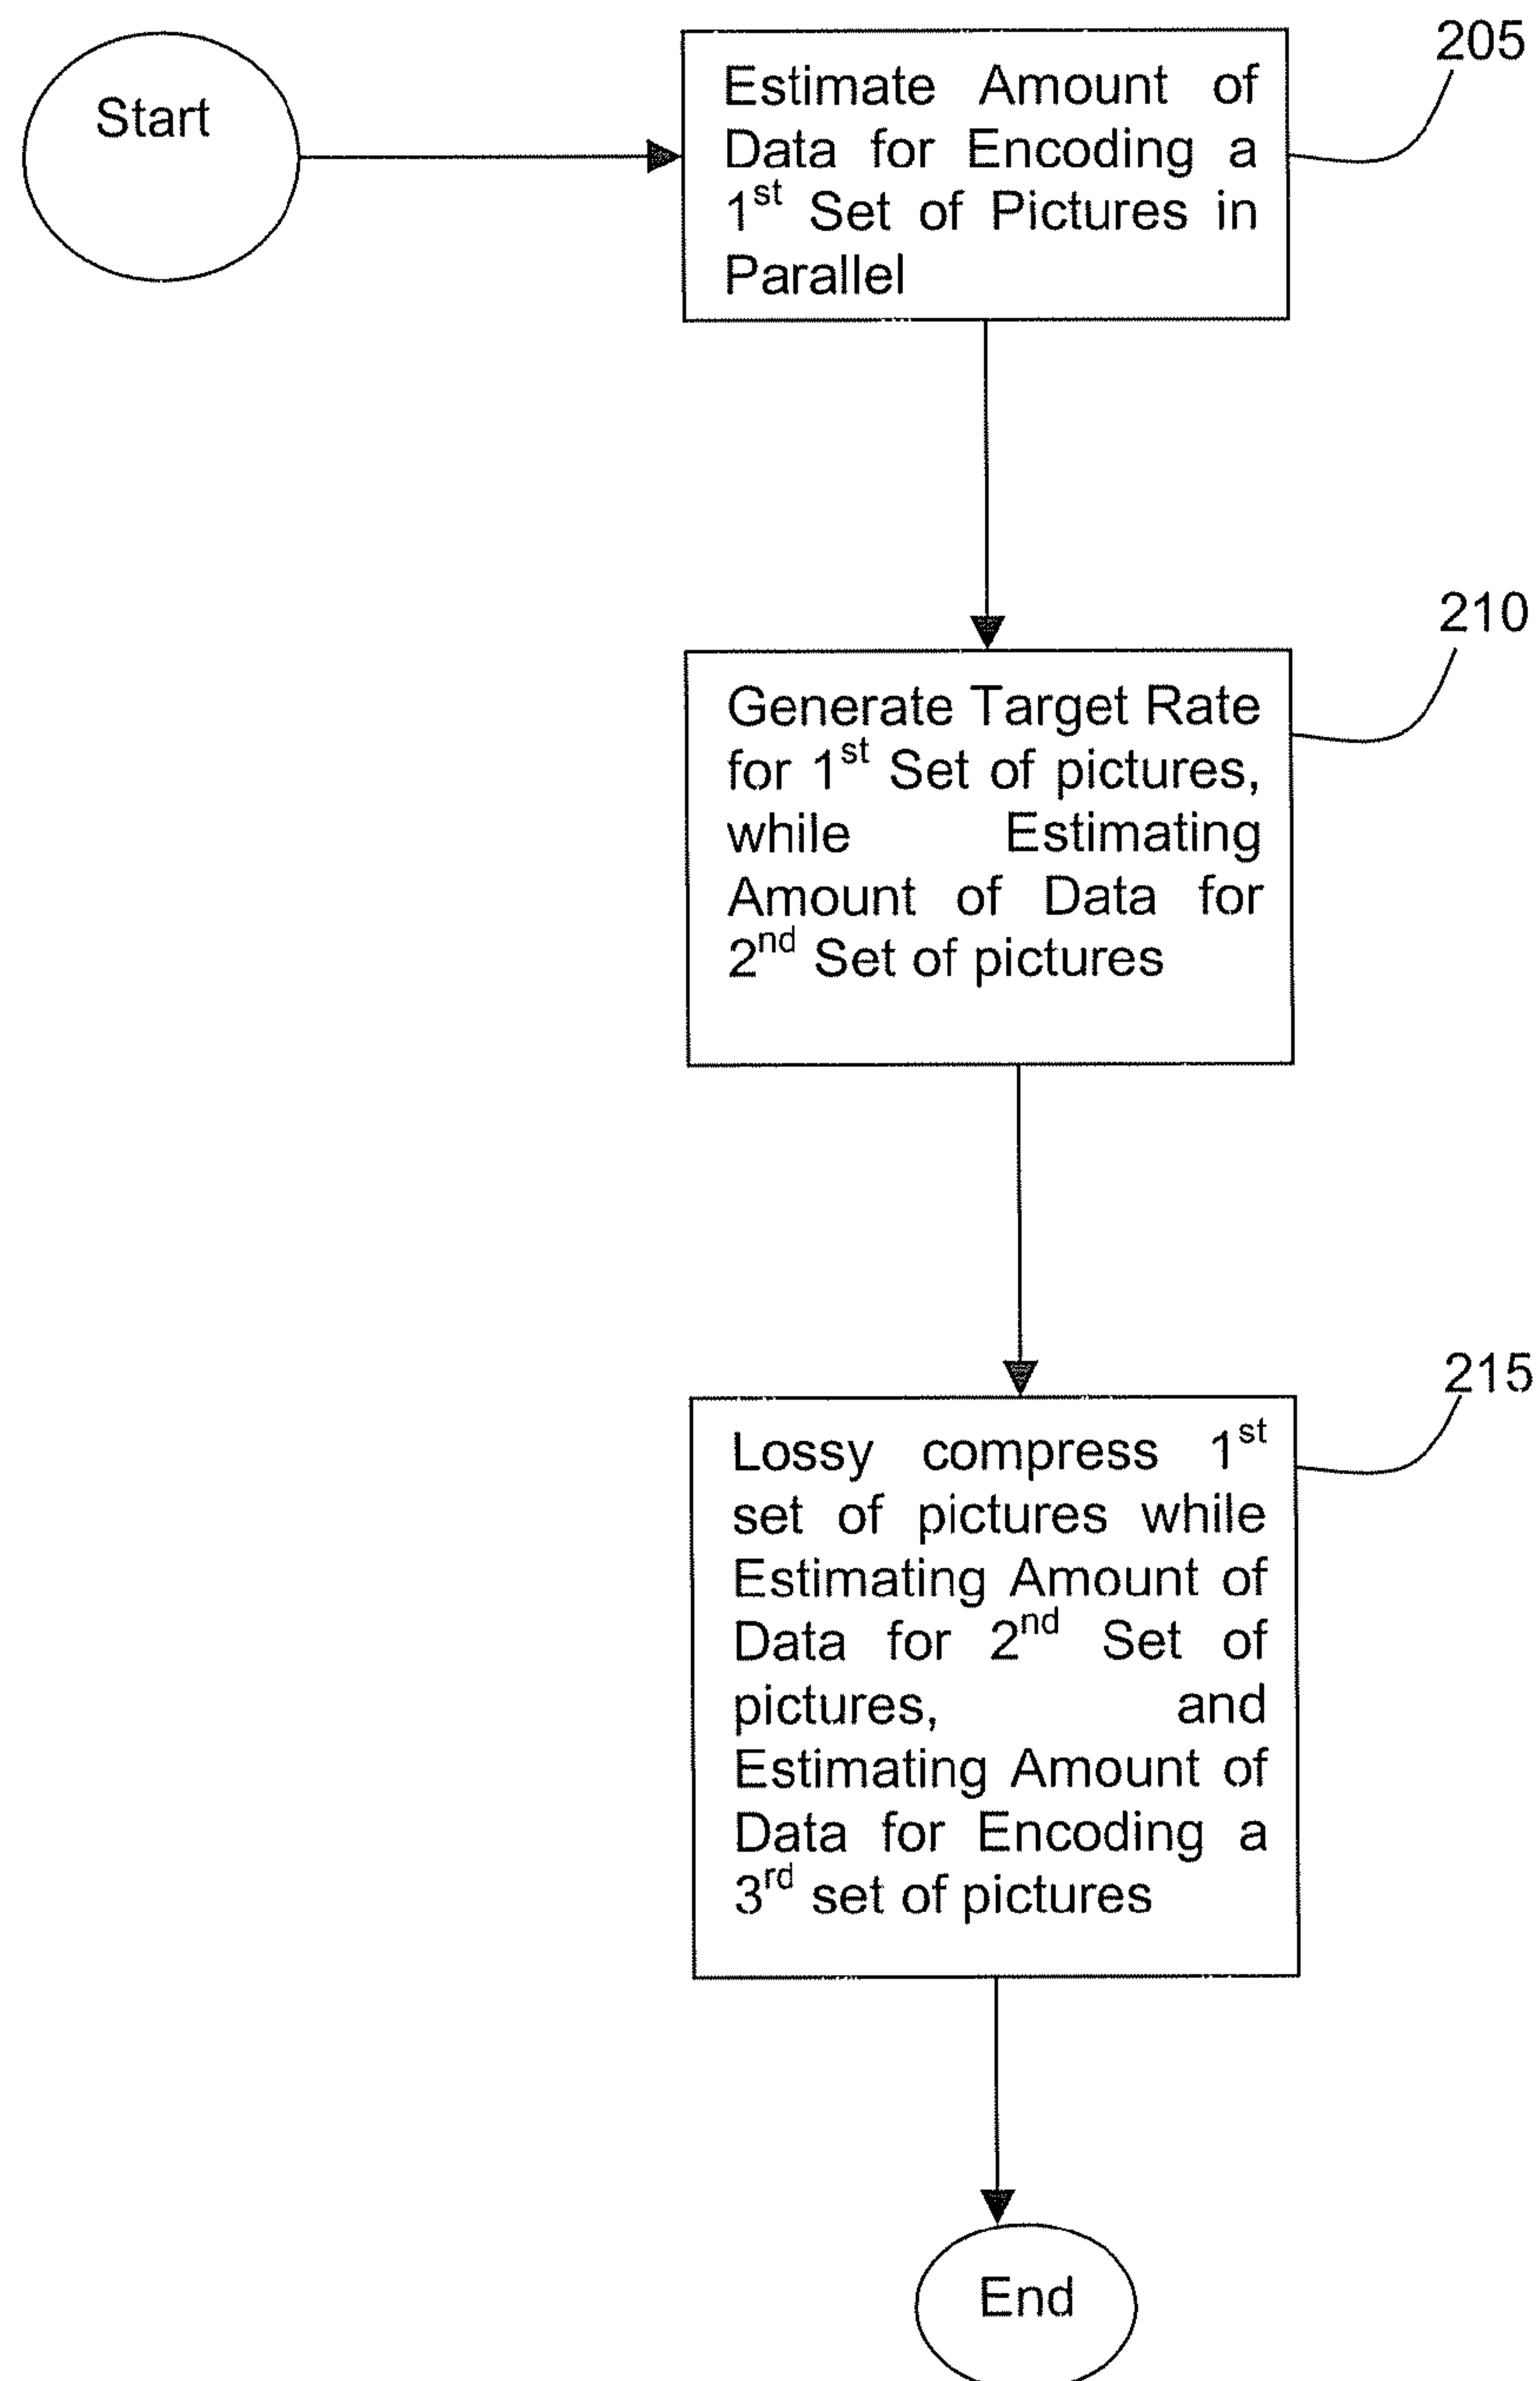 Start
205
Estimate Amount of
Data for Encoding a
1st Set of Pictures in
Parallel
210
Generate Target Rate
for 1st Set of pictures,
while Estimating
Amount of Data for
2nd Set of pictures
215
Lossy compress 1st
set of pictures while
Estimating Amount of
Data for 2nd Set of
pictures, and
Estimating Amount of
Data for Encoding a
3rd set of pictures
End